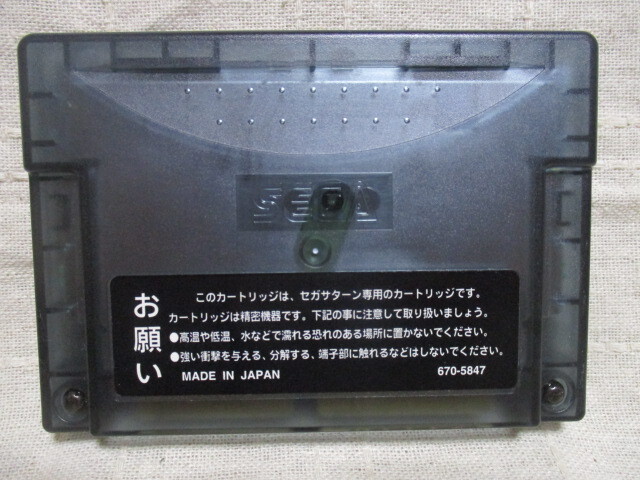 SEGA
お願い
このカートリッジは、セガサターン専用のカートリッジです。
カートリッジは精密機器です。下記の事に注意して取り扱いましょう。
●高温や低温、水などで濡れる恐れのある場所に置かないでください。
●強い衝撃を与える、分解する、端子部に触れるなどはしないでください。
MADE IN JAPAN 670-5847